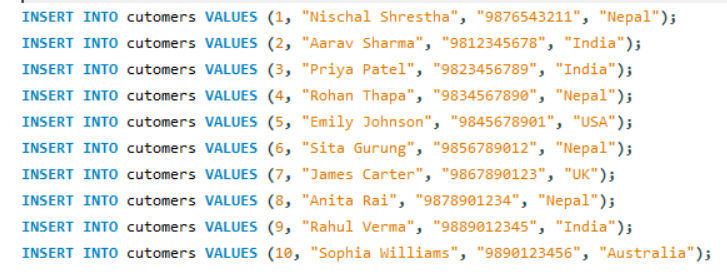 INSERT INTO cutomers VALUES (1, "Nischal Shrestha", "9876543211", "Nepal");
INSERT INTO cutomers VALUES (2, "Aarav Sharma", "9812345678", "India");
INSERT INTO cutomers VALUES (3, "Priya Patel", "9823456789", "India");
INSERT INTO cutomers VALUES (4, "Rohan Thapa", "9834567890", "Nepal");
INSERT INTO cutomers VALUES (5, "Emily Johnson", "9845678901", "USA");
INSERT INTO cutomers VALUES (6, "Sita Gurung", "9856789012", "Nepal");
INSERT INTO cutomers VALUES (7, "James Carter", "9867890123", "UK");
INSERT INTO cutomers VALUES (8, "Anita Rai", "9878901234", "Nepal");
INSERT INTO cutomers VALUES (9, "Rahul Verma", "9889012345", "India");
INSERT INTO cutomers VALUES (10, "Sophia Williams", "9890123456", "Australia");